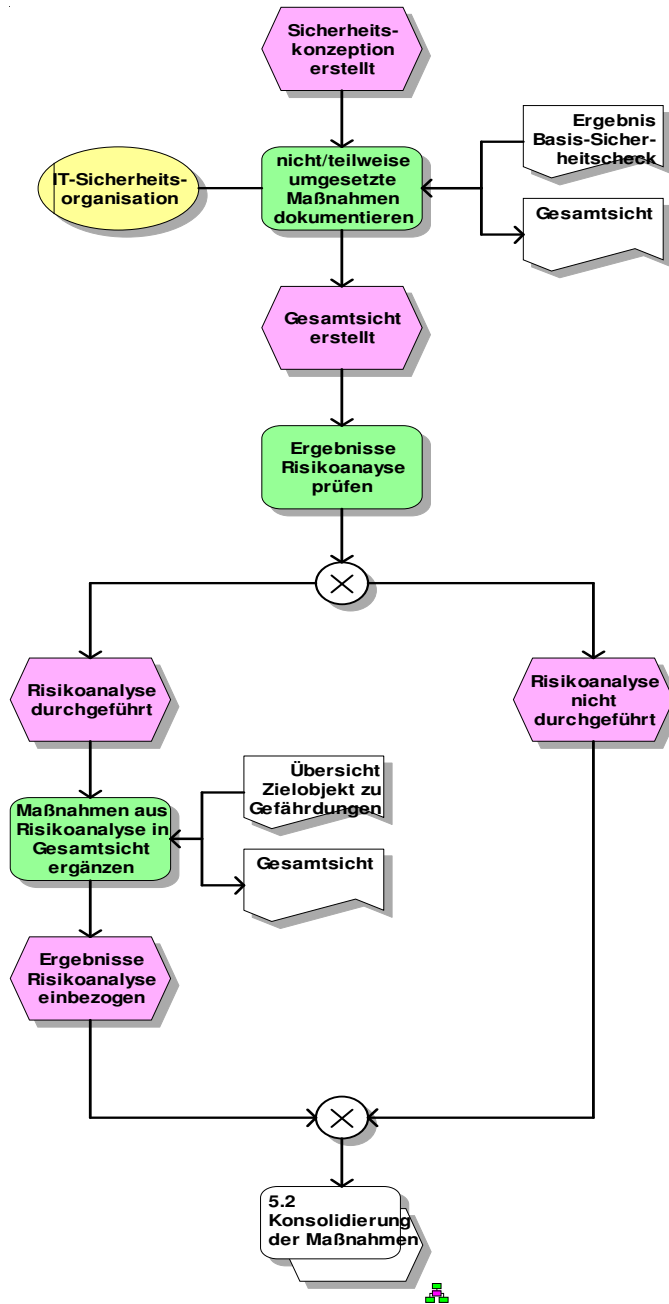 Sicherheits-
konzeption
erstellt
IT-Sicherheits-
organisation
nicht/teilweise
umgesetzte
Maßnahmen
dokumentieren
Ergebnis
Basis-Sicher-
heitscheck
Gesamtsicht
Gesamtsicht
erstellt
Ergebnisse
Risikoanayse
prüfen
Risikoanalyse
durchgeführt
Risikoanalyse
nicht
durchgeführt
Maßnahmen aus
Risikoanalyse in
Gesamtsicht
ergänzen
Übersicht
Zielobjekt zu
Gefährdungen
Gesamtsicht
Ergebnisse
Risikoanalyse
einbezogen
5.2
Konsolidierung
der Maßnahmen